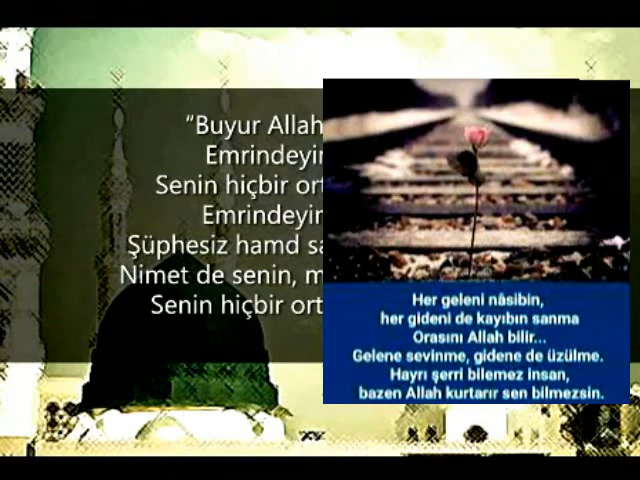 “Buyur Allah
Emrindeyi
Senin hiçbir ort
Emrindeyi
Şüphesiz hamd sa
Nimet de senin, m
Senin hiçbir ort
Her geleni nâsibin,
her gideni de kayıbın sanma
Orasını Allah bilir...
Gelene sevinme, gidene de üzülme.
Hayrı şerri bilemez insan,
bazen Allah kurtarır sen bilmezsin.